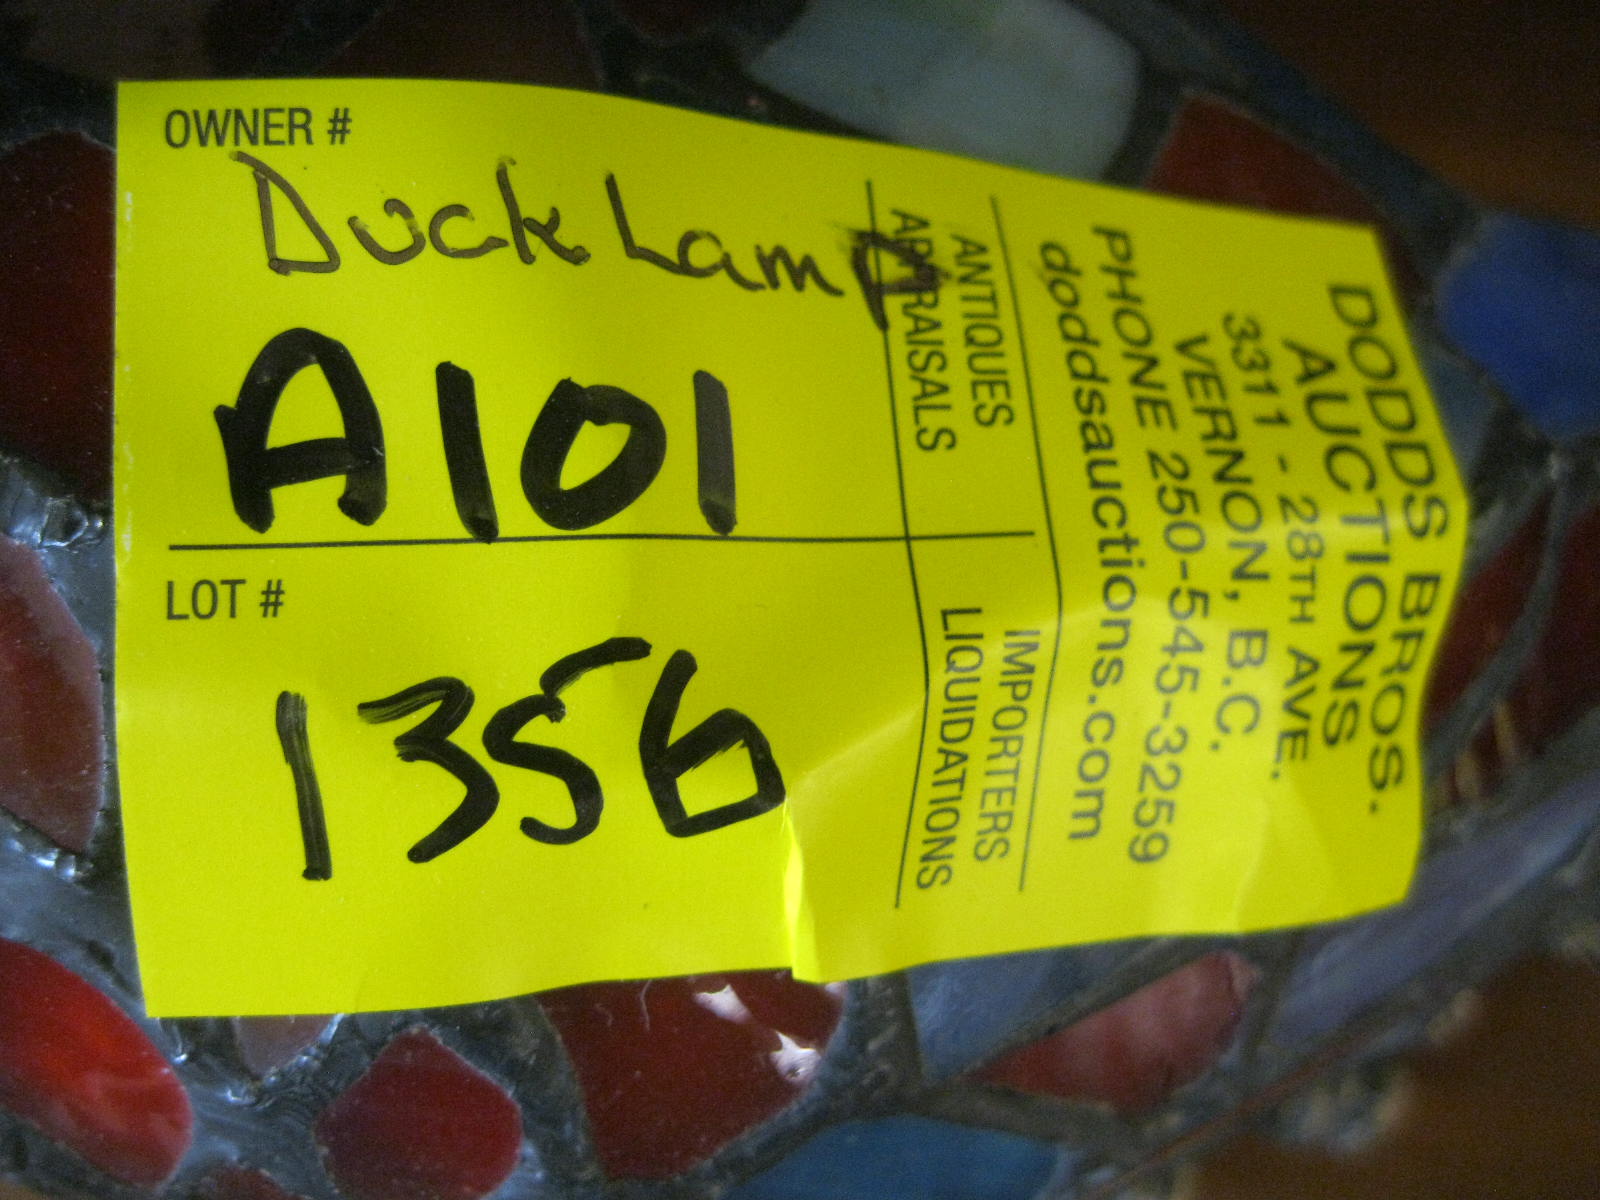 OWNER #
Duck Lamp
A101
LOT #
1356
ANTIQUES
APPRAISALS
IMPORTERS
LIQUIDATIONS
DODDS BROS.
AUCTIONS
3311 - 28TH AVE.
VERNON, B.C.
PHONE 250-545-3259
doddsauctions.com